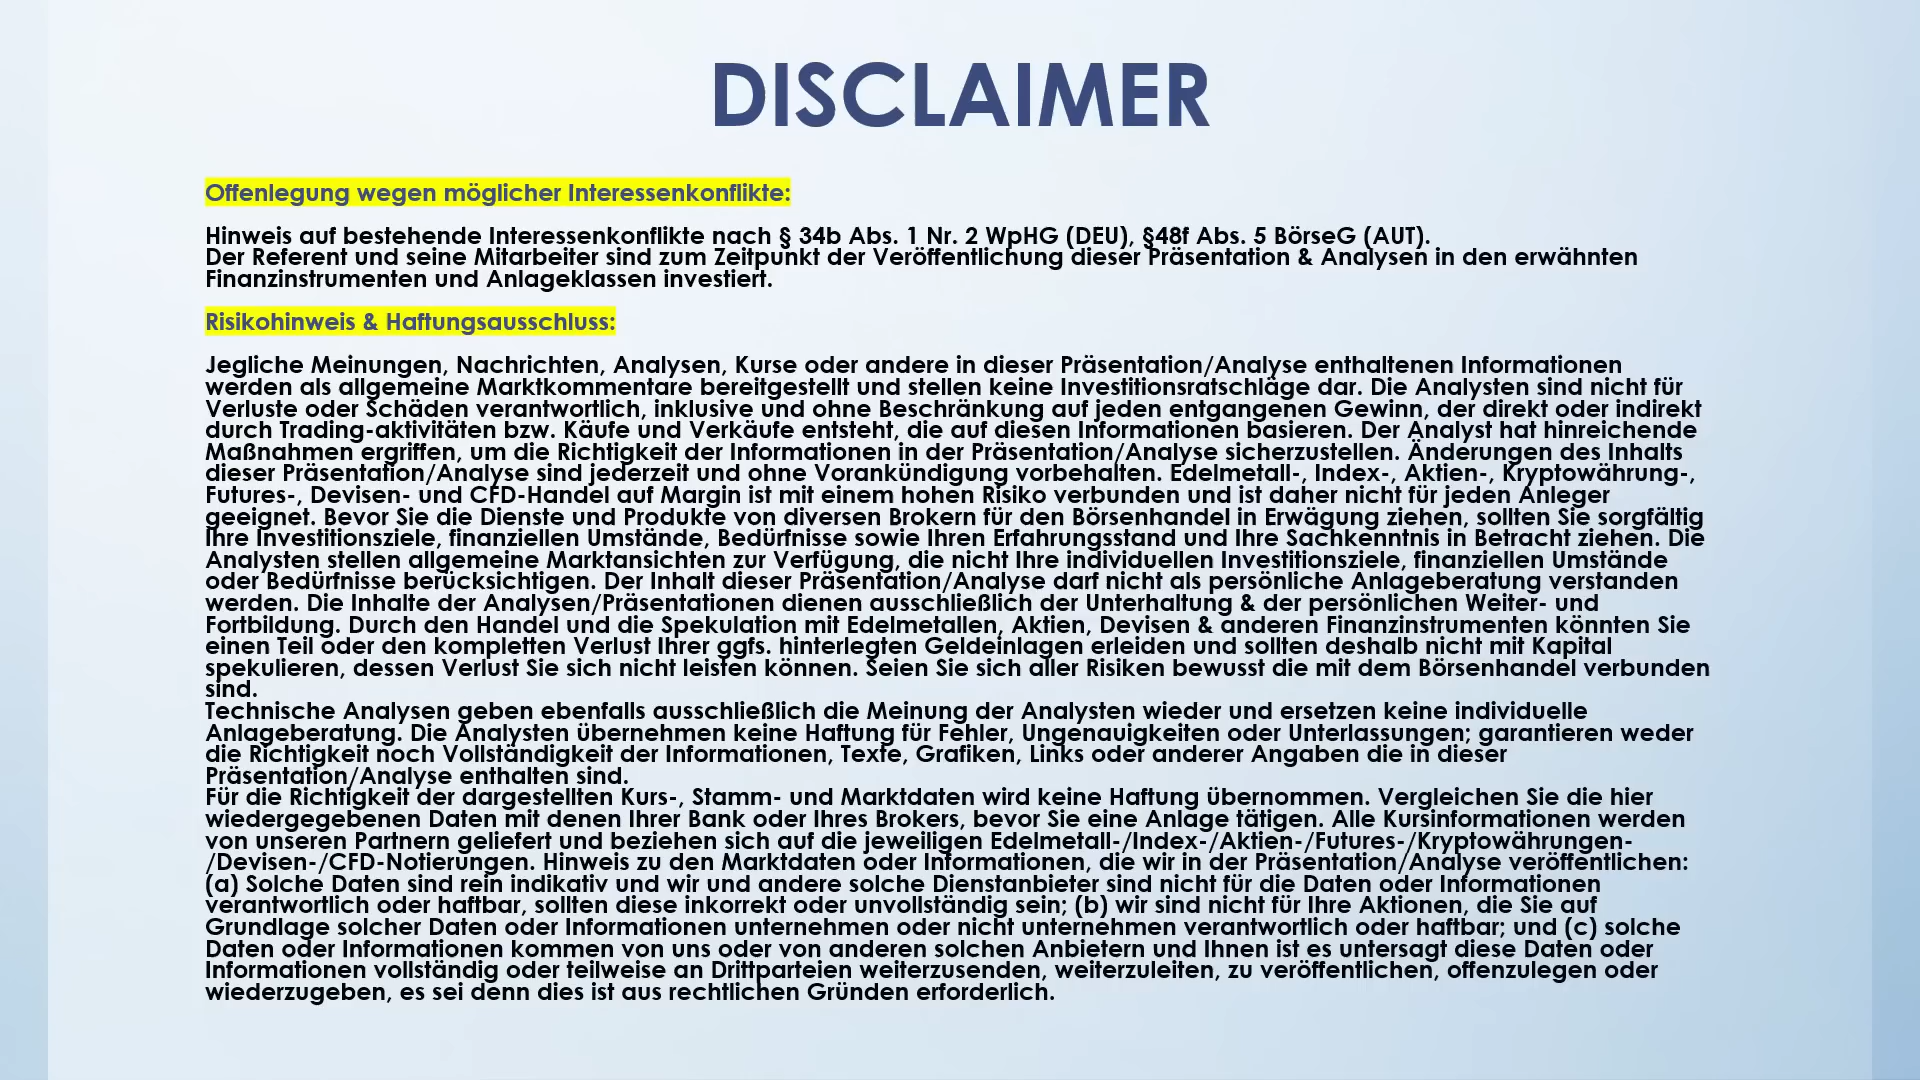 DISCLAIMER
Offenlegung wegen möglicher Interessenkonflikte:
Hinweis auf bestehende Interessenkonflikte nach § 34b Abs. 1 Nr. 2 WpHG (DEU), §48f Abs. 5 BörseG (AUT).
Der Referent und seine Mitarbeiter sind zum Zeitpunkt der Veröffentlichung dieser Präsentation & Analysen in den erwähnten
Finanzinstrumenten und Anlageklassen investiert.
Risikohinweis & Haftungsausschluss:
Jegliche Meinungen, Nachrichten, Analysen, Kurse oder andere in dieser Präsentation/Analyse enthaltenen Informationen
werden als allgemeine Marktkommentare bereitgestellt und stellen keine Investitionsratschläge dar. Die Analysten sind nicht für
Verluste oder Schäden verantwortlich, inklusive und ohne Beschränkung auf jeden entgangenen Gewinn, der direkt oder indirekt
durch Trading-aktivitäten bzw. Käufe und Verkäufe entsteht, die auf diesen Informationen basieren. Der Analyst hat hinreichende
Maßnahmen ergriffen, um die Richtigkeit der Informationen in der Präsentation/Analyse sicherzustellen. Änderungen des Inhalts
dieser Präsentation/Analyse sind jederzeit und ohne Vorankündigung vorbehalten. Edelmetall-, Index-, Aktien-, Kryptowährung-,
Futures-, Devisen- und CFD-Handel auf Margin ist mit einem hohen Risiko verbunden und ist daher nicht für jeden Anleger
geeignet. Bevor Sie die Dienste und Produkte von diversen Brokern für den Börsenhandel in Erwägung ziehen, sollten Sie sorgfältig
Ihre Investitionsziele, finanziellen Umstände, Bedürfnisse sowie Ihren Erfahrungsstand und Ihre Sachkenntnis in Betracht ziehen. Die
Analysten stellen allgemeine Marktansichten zur Verfügung, die nicht Ihre individuellen Investitionsziele, finanziellen Umstände
oder Bedürfnisse berücksichtigen. Der Inhalt dieser Präsentation/Analyse darf nicht als persönliche Anlageberatung verstanden
werden. Die Inhalte der Analysen/Präsentationen dienen ausschließlich der Unterhaltung & der persönlichen Weiter- und
Fortbildung. Durch den Handel und die Spekulation mit Edelmetallen, Aktien, Devisen & anderen Finanzinstrumenten könnten Sie
einen Teil oder den kompletten Verlust Ihrer ggfs. hinterlegten Geldeinlagen erleiden und sollten deshalb nicht mit Kapital
spekulieren, dessen Verlust Sie sich nicht leisten können. Seien Sie sich aller Risiken bewusst die mit dem Börsenhandel verbunden
sind.
Technische Analysen geben ebenfalls ausschließlich die Meinung der Analysten wieder und ersetzen keine individuelle
Anlageberatung. Die Analysten übernehmen keine Haftung für Fehler, Ungenauigkeiten oder Unterlassungen; garantieren weder
die Richtigkeit noch Vollständigkeit der Informationen, Texte, Grafiken, Links oder anderer Angaben die in dieser
Präsentation/Analyse enthalten sind.
Für die Richtigkeit der dargestellten Kurs-, Stamm- und Marktdaten wird keine Haftung übernommen. Vergleichen Sie die hier
wiedergegebenen Daten mit denen Ihrer Bank oder Ihres Brokers, bevor Sie eine Anlage tätigen. Alle Kursinformationen werden
von unseren Partnern geliefert und beziehen sich auf die jeweiligen Edelmetall-/Index-/Aktien-/Futures-/Kryptowährungen-
/Devisen-/CFD-Notierungen. Hinweis zu den Marktdaten oder Informationen, die wir in der Präsentation/Analyse veröffentlichen:
(a) Solche Daten sind rein indikativ und wir und andere solche Dienstanbieter sind nicht für die Daten oder Informationen
verantwortlich oder haftbar, sollten diese inkorrekt oder unvollständig sein; (b) wir sind nicht für Ihre Aktionen, die Sie auf
Grundlage solcher Daten oder Informationen unternehmen oder nicht unternehmen verantwortlich oder haftbar; und (c) solche
Daten oder Informationen kommen von uns oder von anderen solchen Anbietern und Ihnen ist es untersagt diese Daten oder
Informationen vollständig oder teilweise an Drittparteien weiterzusenden, weiterzuleiten, zu veröffentlichen, offenzulegen oder
wiederzugeben, es sei denn dies ist aus rechtlichen Gründen erforderlich.